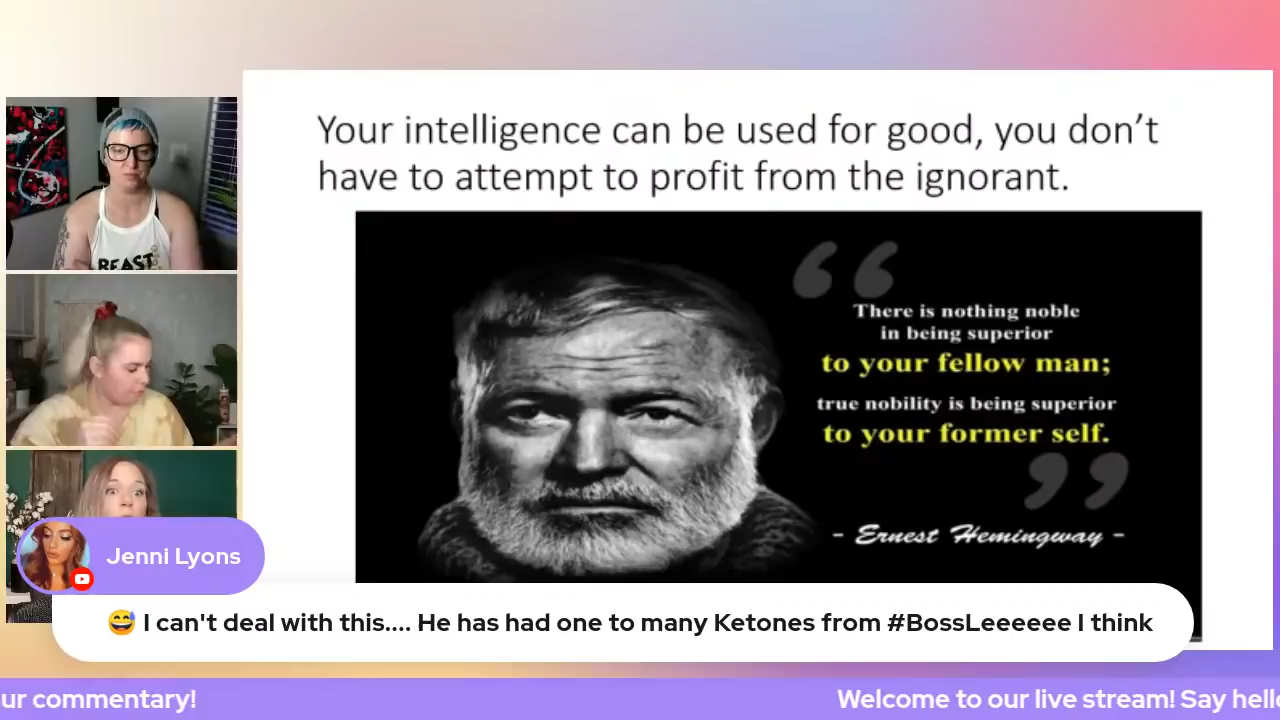 Your intelligence can be used for good, you don’t
have to attempt to profit from the ignorant.
“
There is nothing noble
in being superior
to your fellow man;
true nobility is being superior
to your former self.
”
- Ernest Hemingway -
BEAST
Jenni Lyons
😅 I can't deal with this.... He has had one to many Ketones from #BossLeeeeee I think
ur commentary!
Welcome to our live stream! Say hello